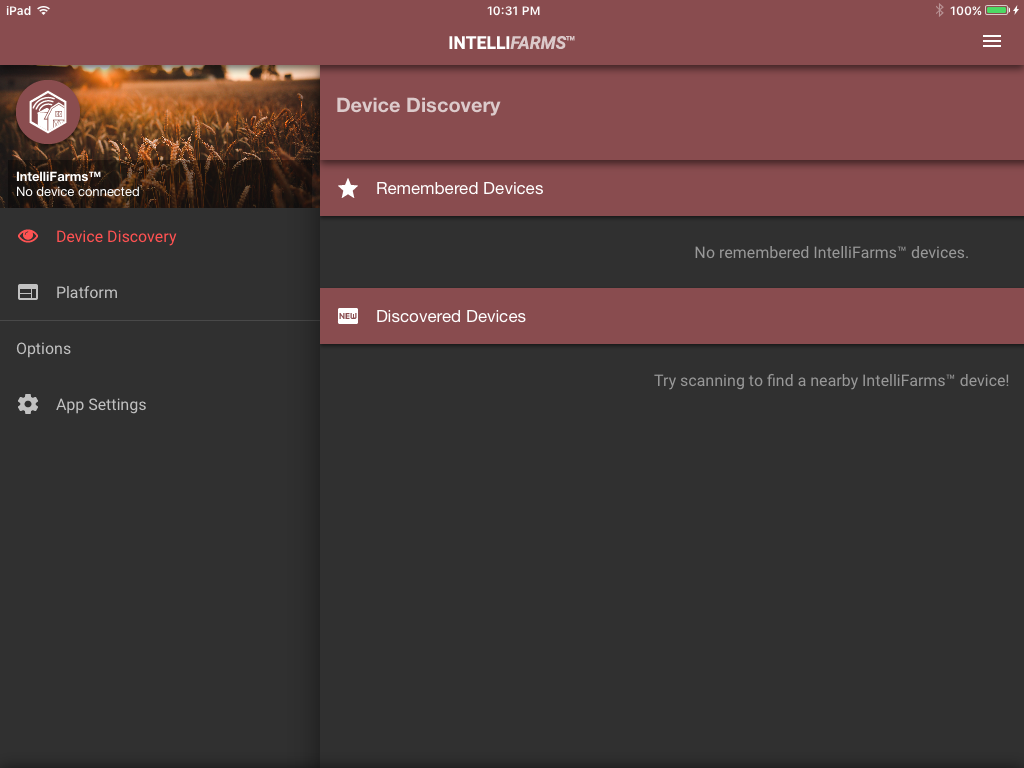 iPad 10:31 PM 100%
INTELLIFARMS™
IntelliFarms™
No device connected
Device Discovery
Platform
Options
App Settings
Device Discovery
Remembered Devices
No remembered IntelliFarms™ devices.
NEW Discovered Devices
Try scanning to find a nearby IntelliFarms™ device!